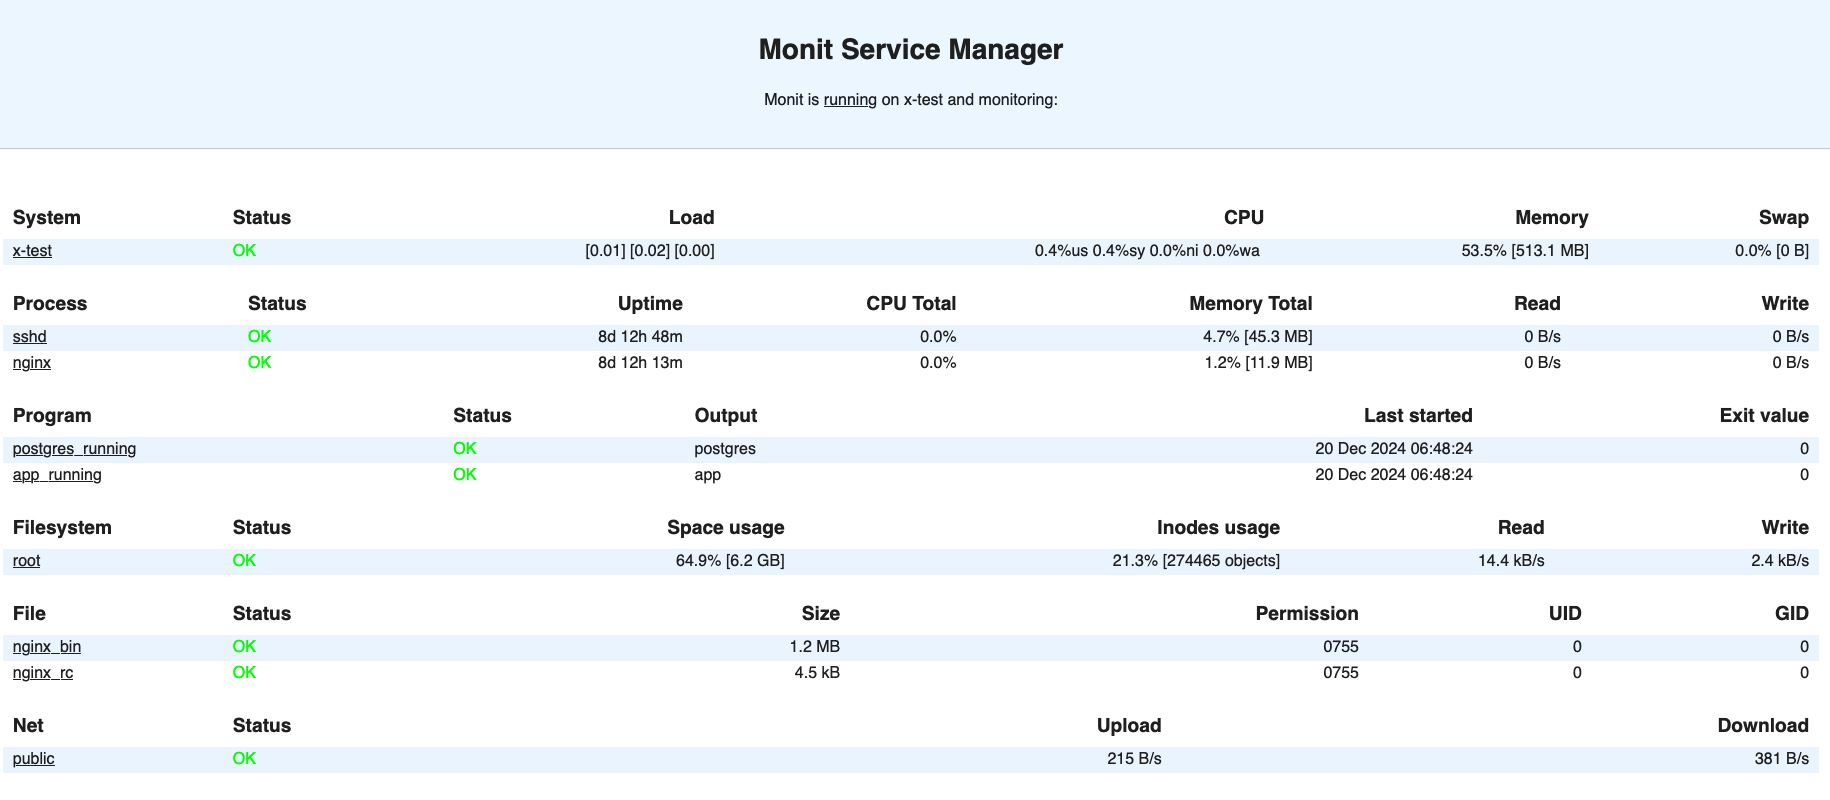 Monit Service Manager
Monit is running on x-test and monitoring:
System Status Load CPU Memory Swap
x-test OK [0.01] [0.02] [0.00] 0.4%us 0.4%sy 0.0%ni 0.0%wa 53.5% [513.1 MB] 0.0% [0 B]
Process Status Uptime CPU Total Memory Total Read Write
sshd OK 8d 12h 48m 0.0% 4.7% [45.3 MB] 0 B/s 0 B/s
nginx OK 8d 12h 13m 0.0% 1.2% [11.9 MB] 0 B/s 0 B/s
Program Status Output Last started Exit value
postgres_running OK postgres 20 Dec 2024 06:48:24 0
app_running OK app 20 Dec 2024 06:48:24 0
Filesystem Status Space usage Inodes usage Read Write
root OK 64.9% [6.2 GB] 21.3% [274465 objects] 14.4 kB/s 2.4 kB/s
File Status Size Permission UID GID
nginx_bin OK 1.2 MB 0755 0 0
nginx_rc OK 4.5 kB 0755 0 0
Net Status Upload Download
public OK 215 B/s 381 B/s